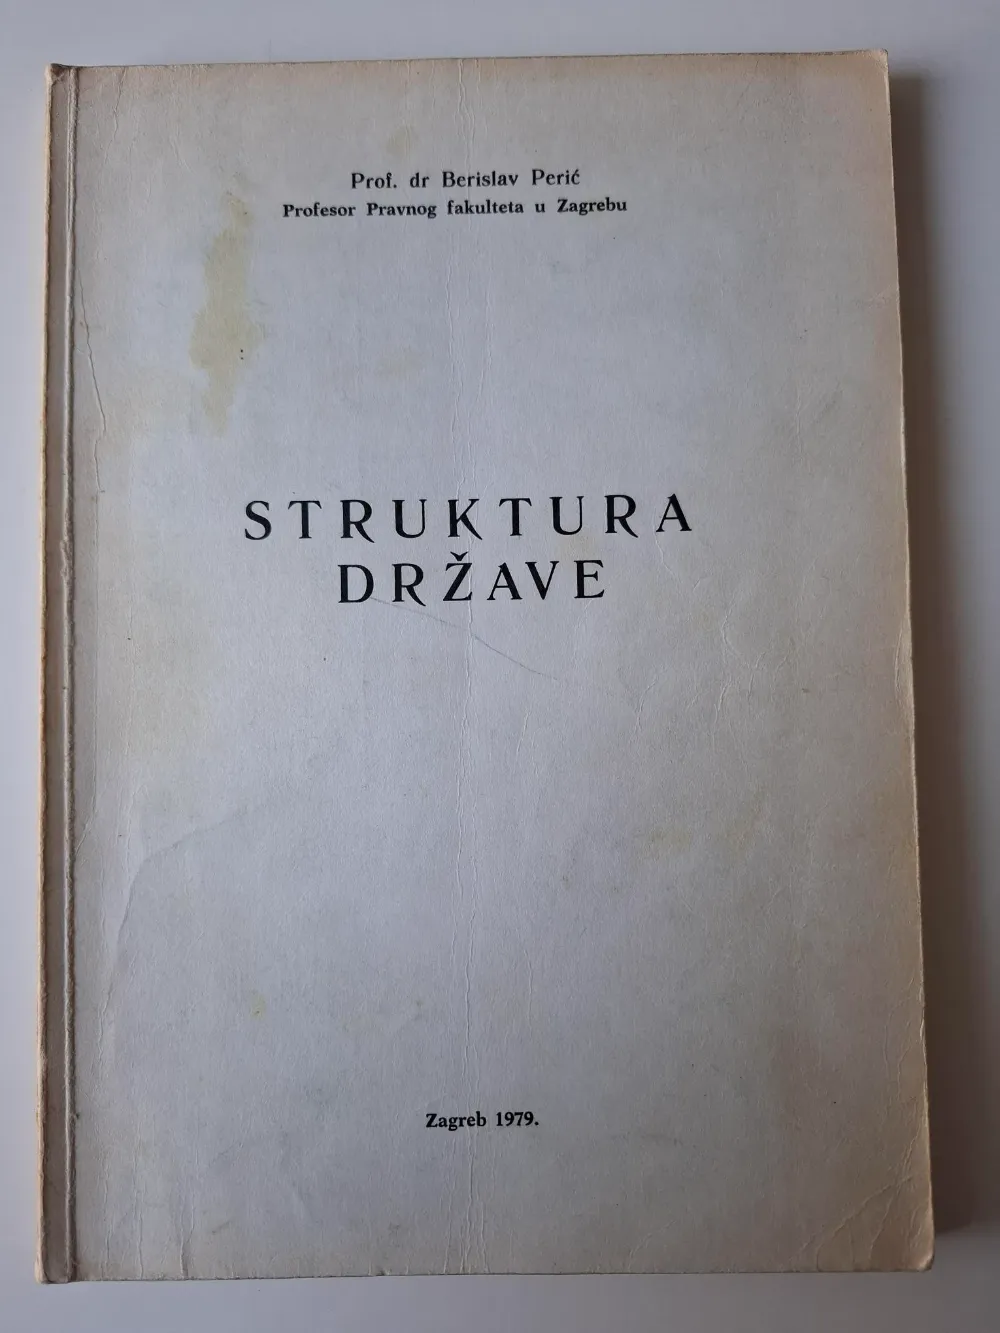 Prof. dr Berislav Perić
Profesor Pravnog fakulteta u Zagrebu
STRUKTURA
DRŽAVE
Zagreb 1979.